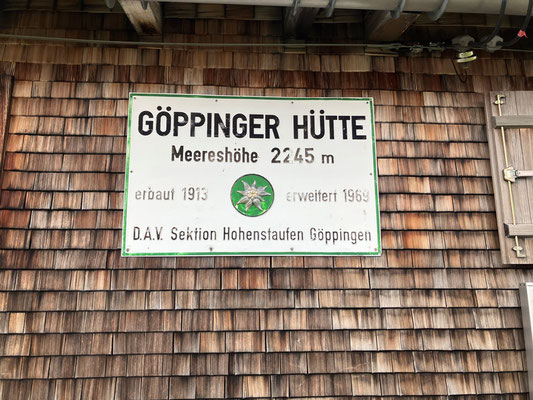 GÖPPINGER HÜTTE
Meereshöhe 2245 m
erbaut 1913 erweitert 1969
D.A.V. Sektion Hohenstaufen Göppingen